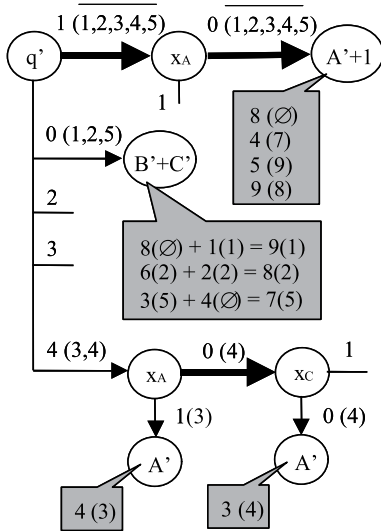 1 (1,2,3,4,5)
0 (1,2,3,4,5)
q’
x_A
A’+1
1
8 (∅)
4 (7)
5 (9)
9 (8)
0 (1,2,5)
B’+C’
2
3
8(∅) + 1(1) = 9(1)
6(2) + 2(2) = 8(2)
3(5) + 4(∅) = 7(5)
4 (3,4)
x_A
0 (4)
x_C
1
1(3)
0 (4)
A’
A’
4 (3)
3 (4)